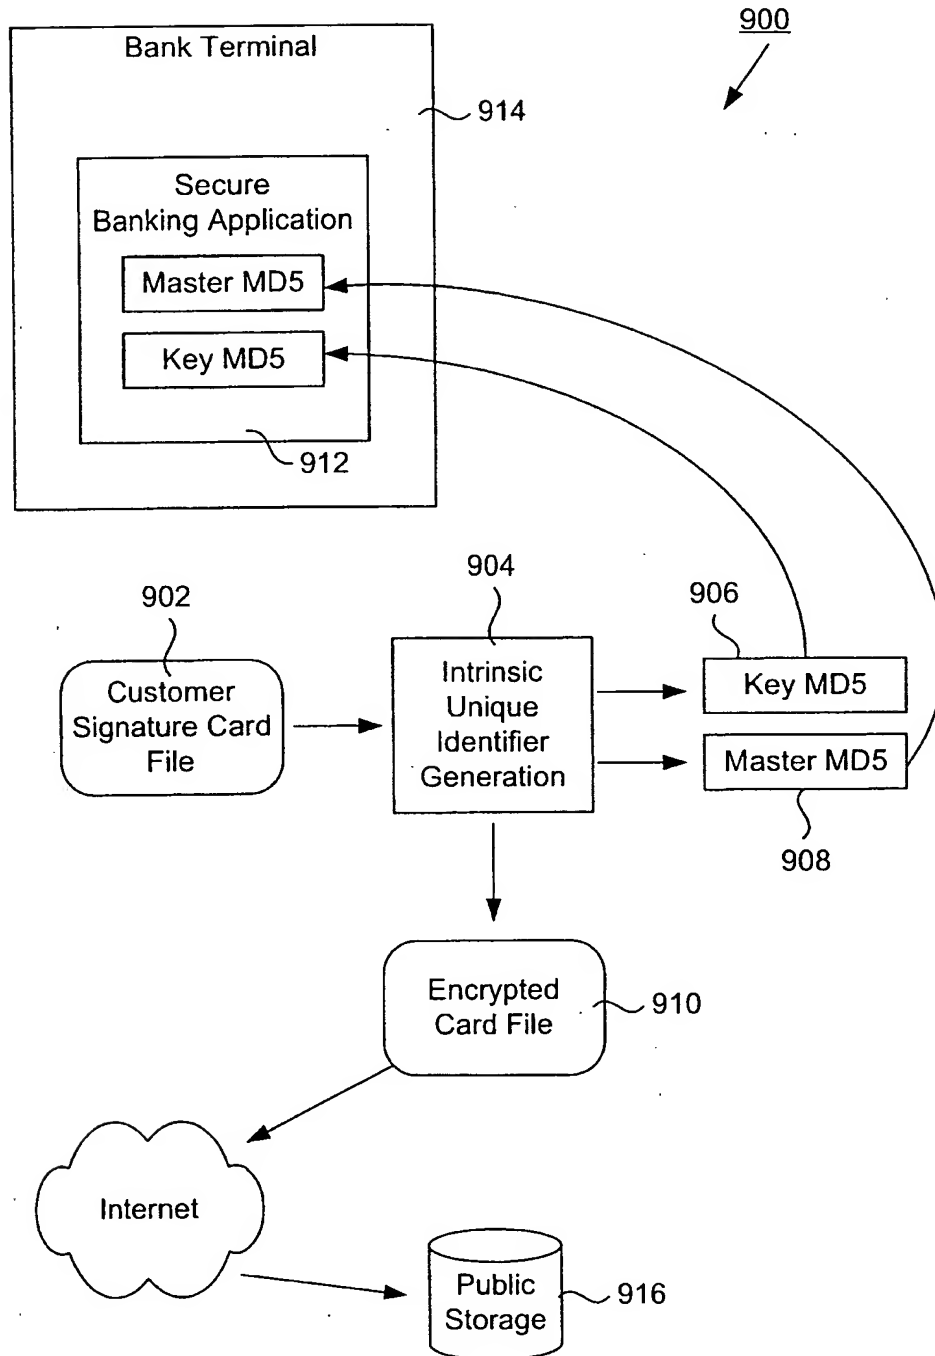 900
Bank Terminal
914
Secure
Banking Application
Master MD5
Key MD5
912
902
904
906
Customer
Signature Card
File
Intrinsic
Unique
Identifier
Generation
Key MD5
Master MD5
908
Encrypted
Card File
910
Internet
Public
Storage
916